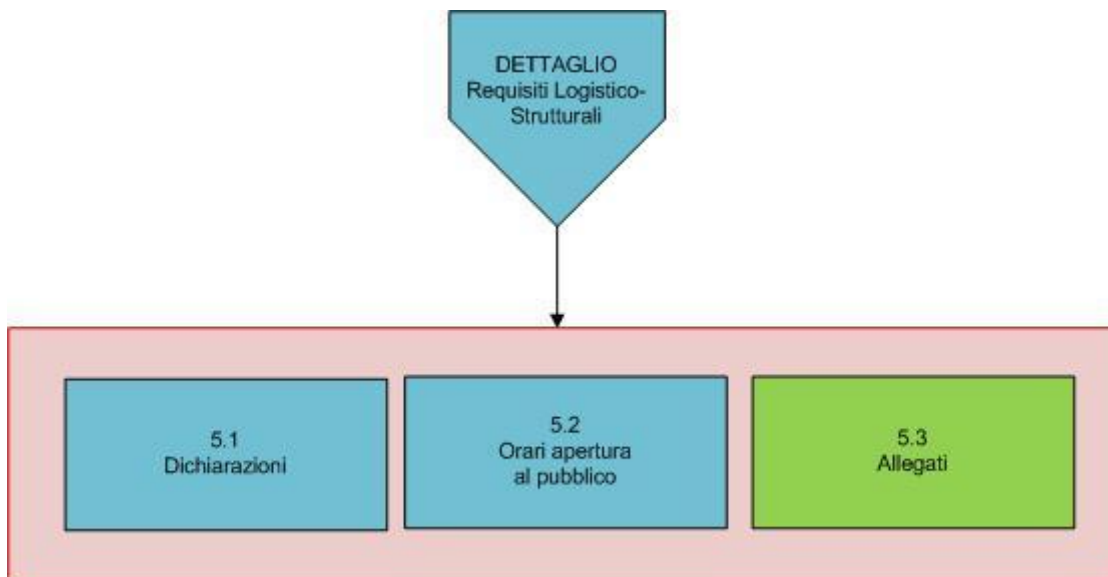 DETTAGLIO
Requisiti Logistico-
Strutturali
5.1
Dichiarazioni
5.2
Orari apertura
al pubblico
5.3
Allegati